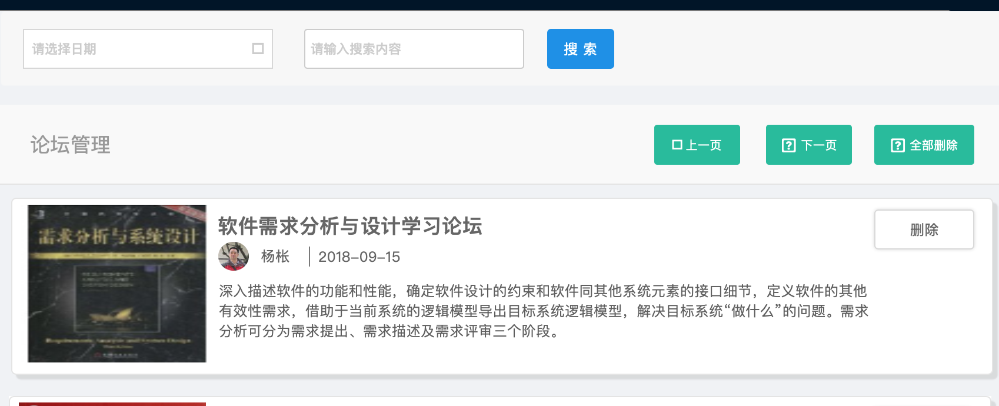 请选择日期
请输入搜索内容
搜 索
论坛管理
上一页
下一页
全部删除
需求分析与系统设计
软件需求分析与设计学习论坛
删除
杨枨
2018-09-15
深入描述软件的功能和性能，确定软件设计的约束和软件同其他系统元素的接口细节，定义软件的其他
有效性需求，借助于当前系统的逻辑模型导出目标系统逻辑模型，解决目标系统“做什么”的问题。需求
分析可分为需求提出、需求描述及需求评审三个阶段。